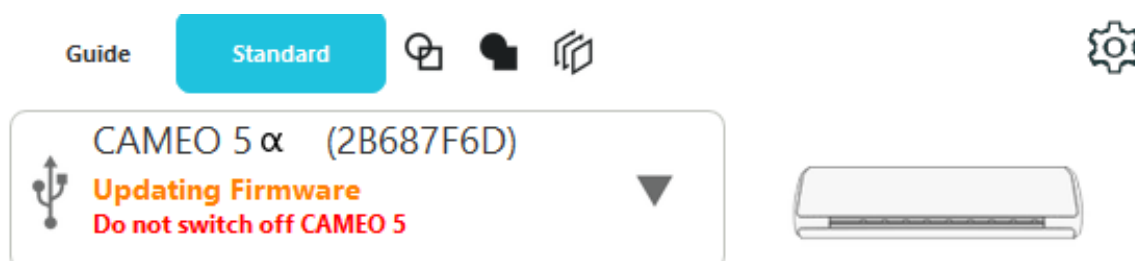 Guide Standard
CAMEO 5 α (2B687F6D)
Updating Firmware
Do not switch off CAMEO 5